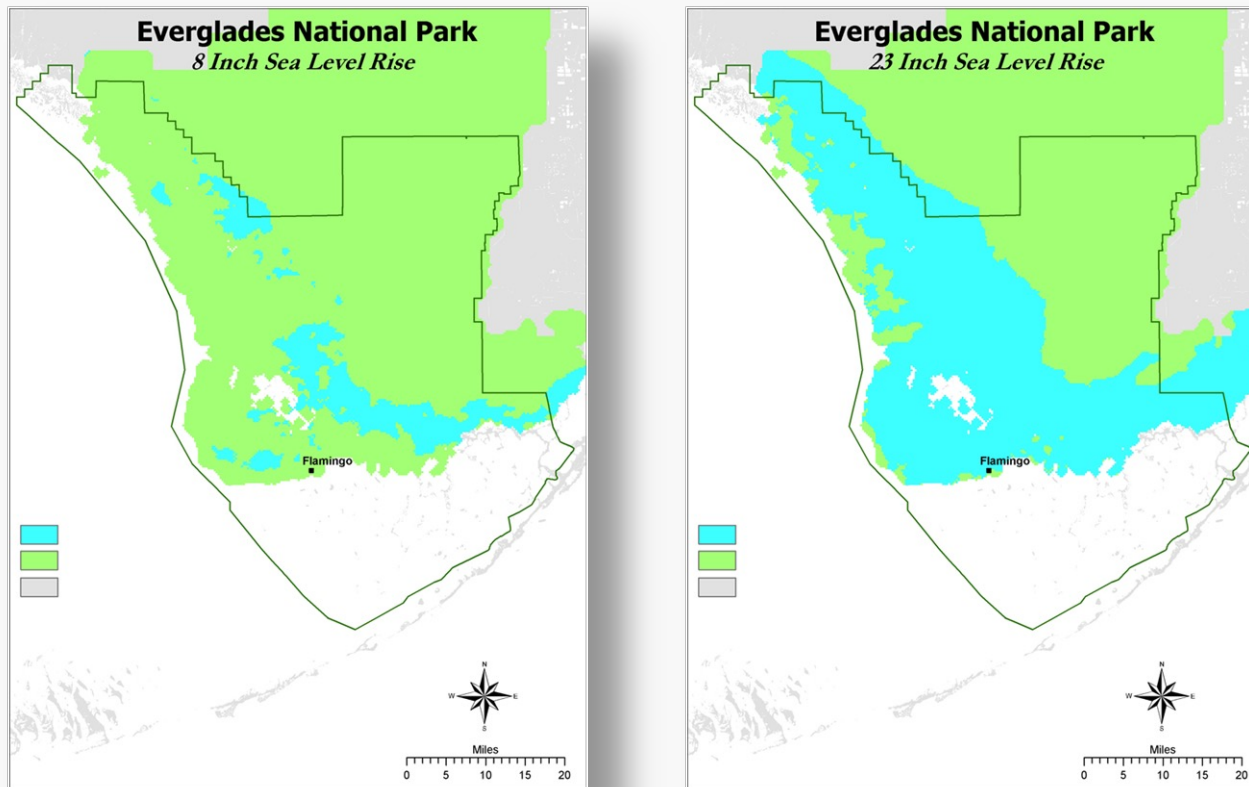 Everglades National Park
8 Inch Sea Level Rise
Flamingo
N
W E
S
Miles
0 5 10 15 20
Everglades National Park
23 Inch Sea Level Rise
Flamingo
N
W E
S
Miles
0 5 10 15 20